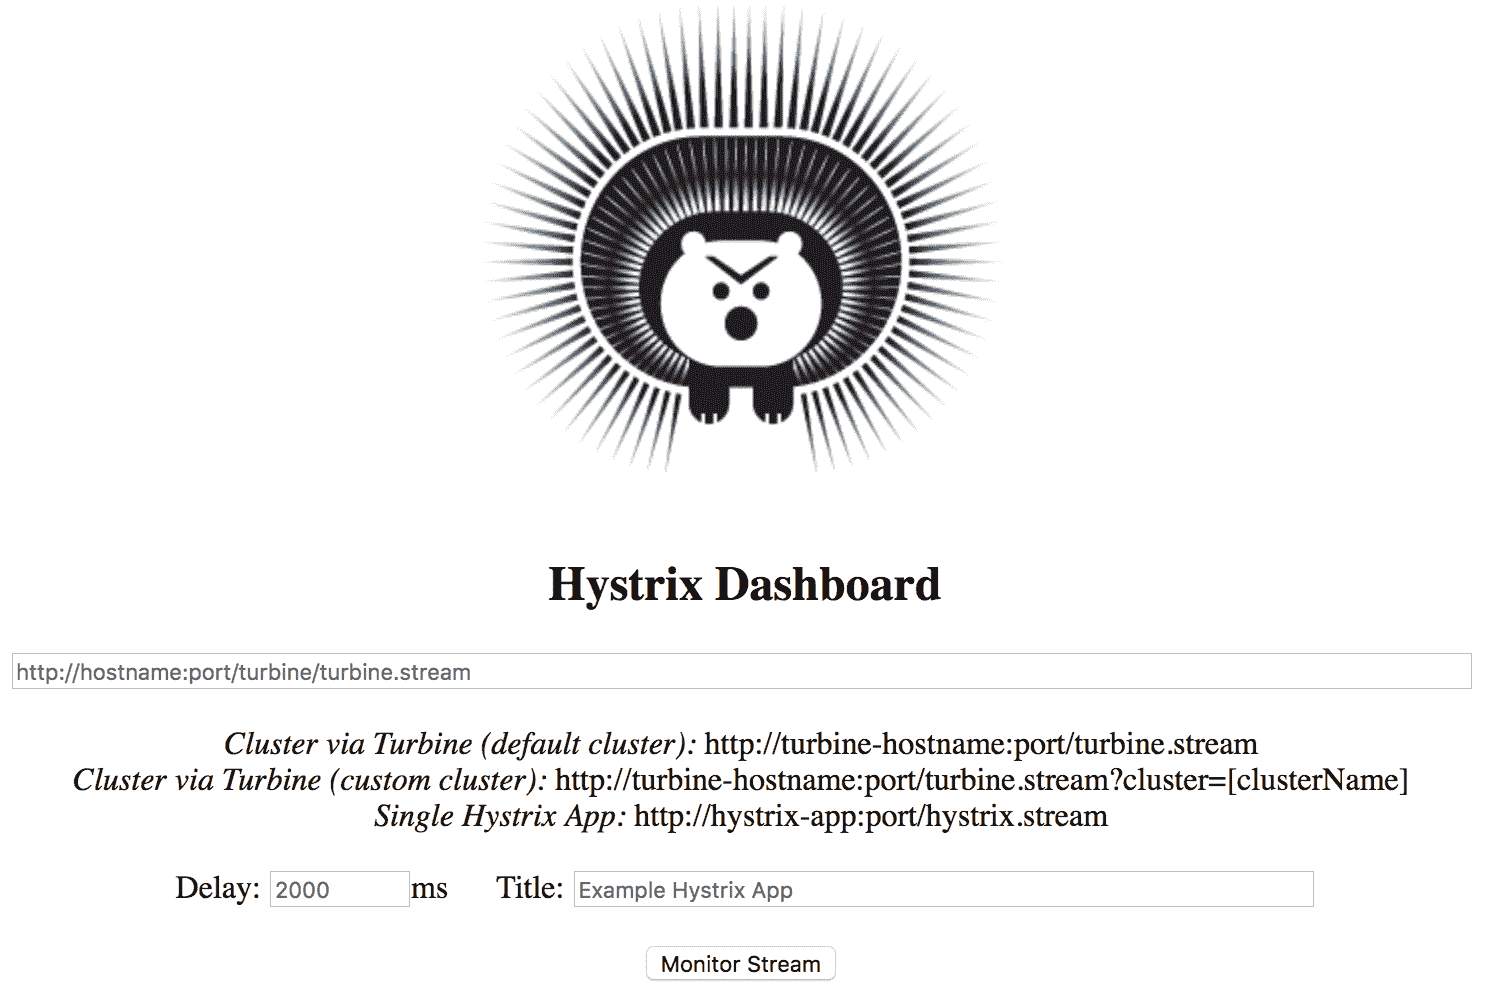 Hystrix Dashboard
http://hostname:port/turbine/turbine.stream
Cluster via Turbine (default cluster): http://turbine-hostname:port/turbine.stream
Cluster via Turbine (custom cluster): http://turbine-hostname:port/turbine.stream?cluster=[clusterName]
Single Hystrix App: http://hystrix-app:port/hystrix.stream
Delay: 2000 ms Title: Example Hystrix App
Monitor Stream